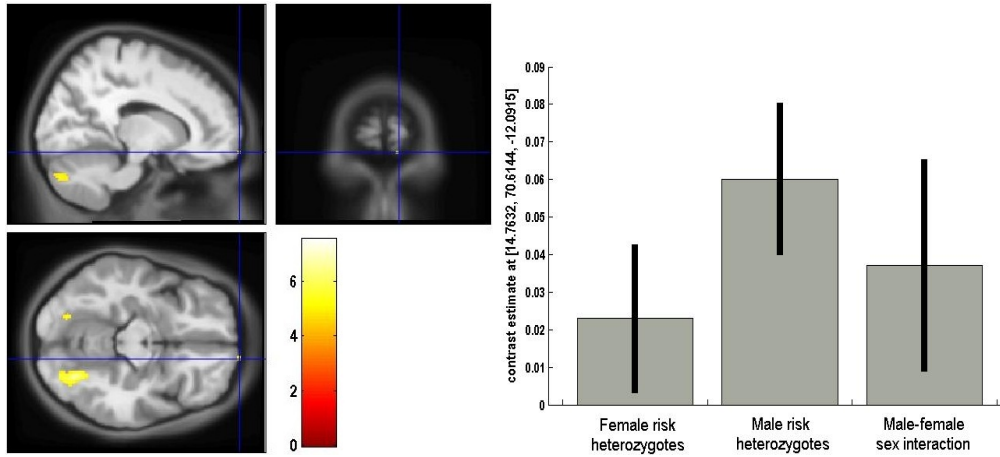 6
4
2
0
contrast estimate at [14.7632, 70.6144, -12.0915]
0.09
0.08
0.07
0.06
0.05
0.04
0.03
0.02
0.01
0
Female risk
heterozygotes
Male risk
heterozygotes
Male-female
sex interaction